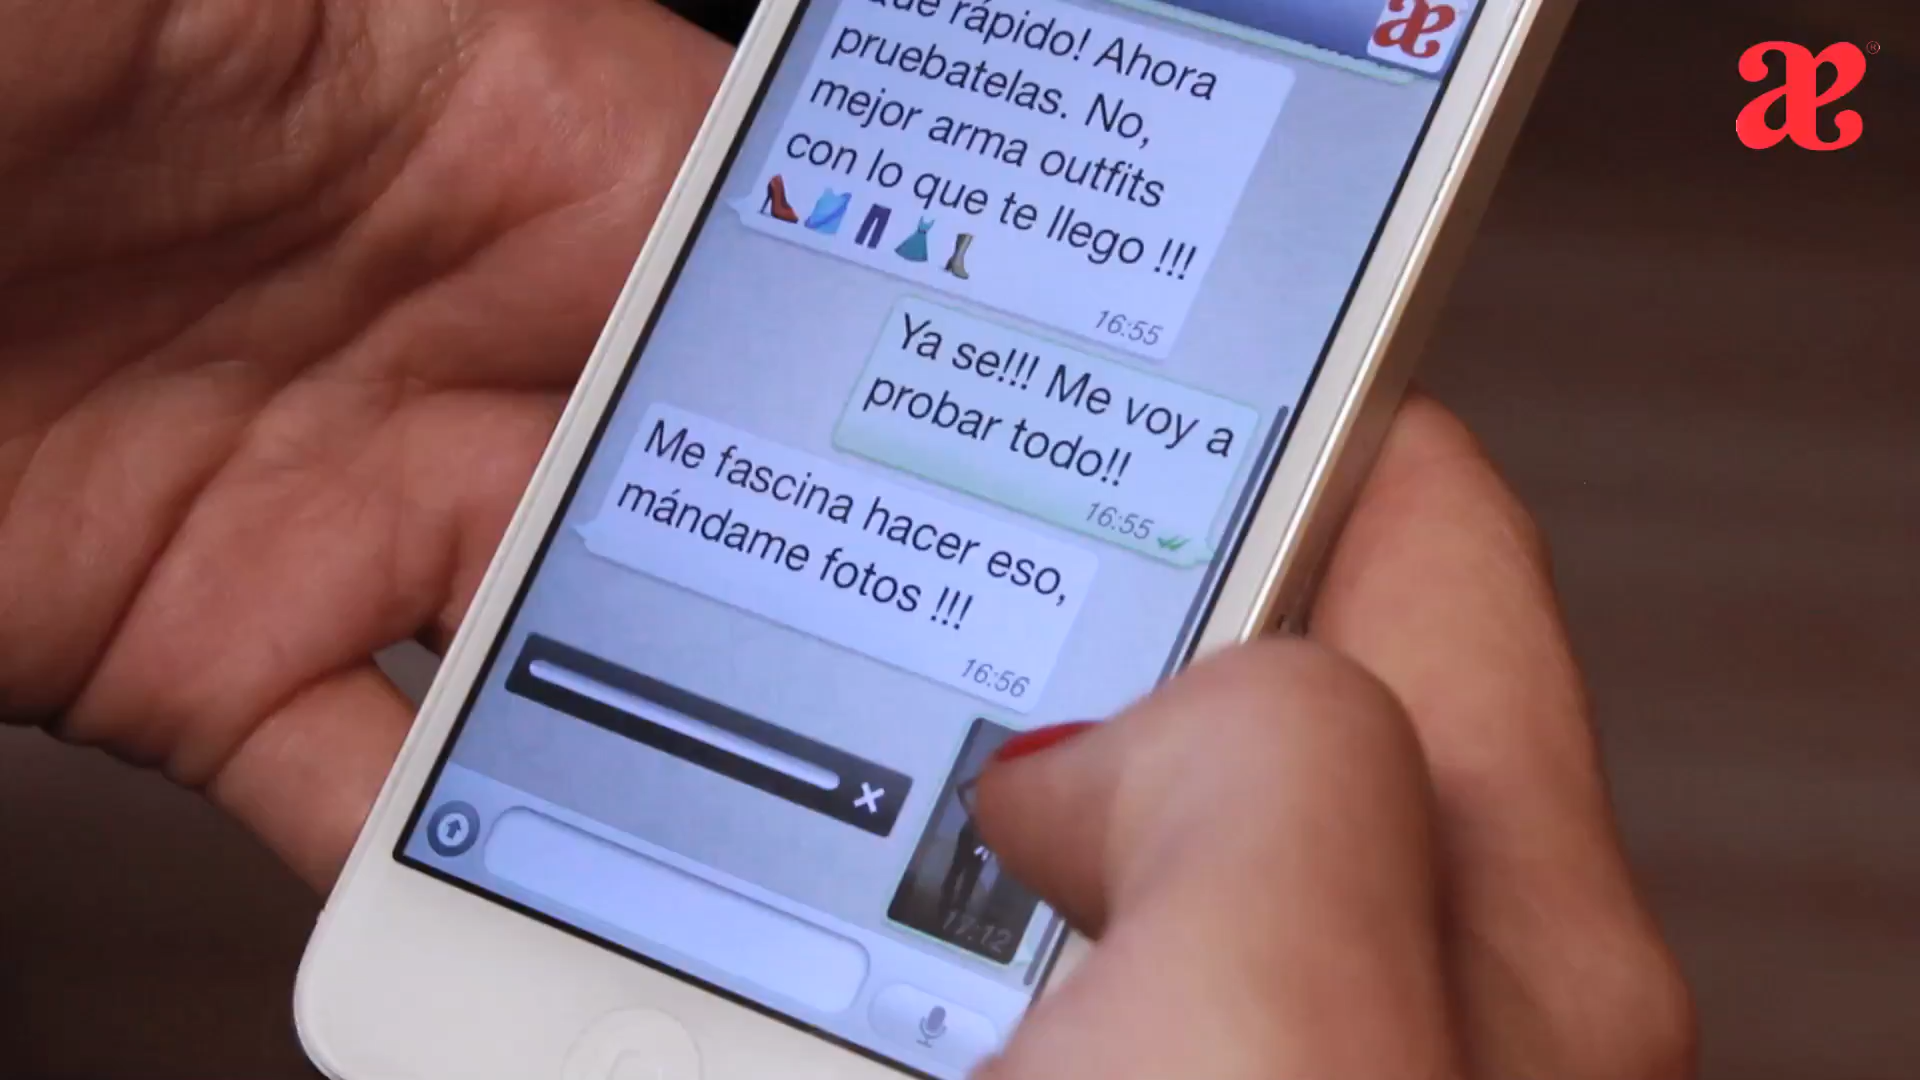 rápido! Ahora
pruebatelas. No,
mejor arma outfits
con lo que te llego !!!
16:55
Ya se!!! Me voy a
probar todo!!
16:55
Me fascina hacer eso,
mándame fotos !!!
16:56
17:12